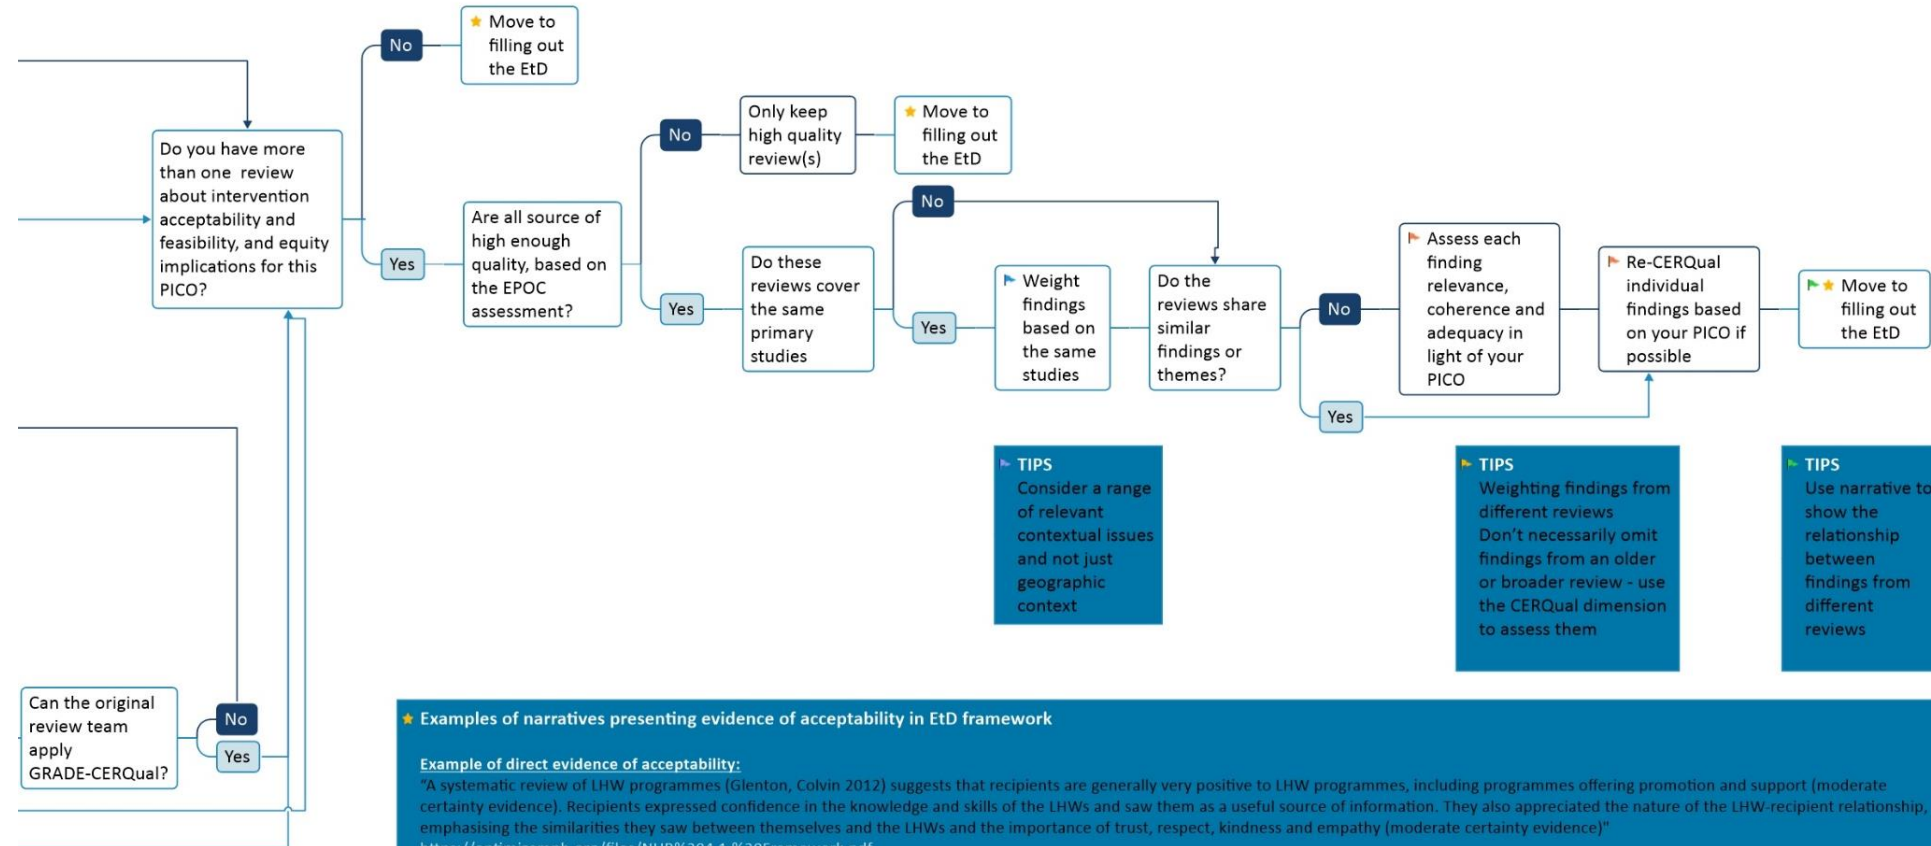 No
Move to
filling out
the EtD
Do you have more
than one review
about intervention
acceptability and
feasibility, and equity
implications for this
PICO?
Yes
Are all source of
high enough
quality, based on
the EPOC
assessment?
No
Only keep
high quality
review(s)
Move to
filling out
the EtD
Yes
Do these
reviews cover
the same
primary
studies
No
Yes
Weight
findings
based on
the same
studies
Do the
reviews share
similar
findings or
themes?
No
Assess each
finding
relevance,
coherence and
adequacy in
light of your
PICO
Re-CERQual
individual
findings based
on your PICO if
possible
Move to
filling out
the EtD
Yes
TIPS
Consider a range
of relevant
contextual issues
and not just
geographic
context
TIPS
Weighting findings from
different reviews
Don't necessarily omit
findings from an older
or broader review - use
the CERQual dimension
to assess them
TIPS
Use narrative to
show the
relationship
between
findings from
different
reviews
Can the original
review team
apply
GRADE-CERQual?
No
Yes
Examples of narratives presenting evidence of acceptability in EtD framework
Example of direct evidence of acceptability:
"A systematic review of LHW programmes (Glenton, Colvin 2012) suggests that recipients are generally very positive to LHW programmes, including programmes offering promotion and support (moderate
certainty evidence). Recipients expressed confidence in the knowledge and skills of the LHWs and saw them as a useful source of information. They also appreciated the nature of the LHW-recipient relationship,
emphasising the similarities they saw between themselves and the LHWs and the importance of trust, respect, kindness and empathy (moderate certainty evidence)"